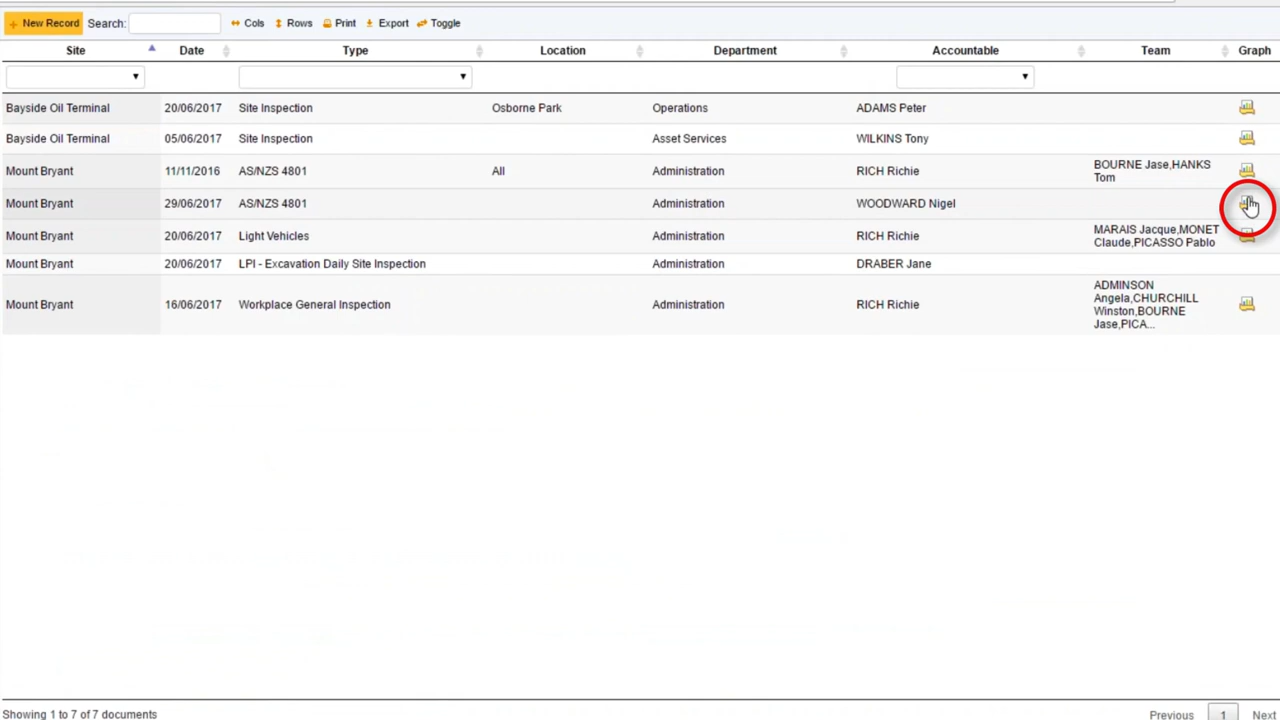 New Record Search: Cols Rows Print Export Toggle
Site Date Type Location Department Accountable Team Graph
Bayside Oil Terminal 20/06/2017 Site Inspection Osborne Park Operations ADAMS Peter
Bayside Oil Terminal 05/06/2017 Site Inspection Asset Services WILKINS Tony
Mount Bryant 11/11/2016 AS/NZS 4801 All Administration RICH Richie BOURNE Jase,HANKS
Tom
Mount Bryant 29/06/2017 AS/NZS 4801 Administration WOODWARD Nigel
Mount Bryant 20/06/2017 Light Vehicles Administration RICH Richie MARAIS Jacque,MONET
Claude,PICASSO Pablo
Mount Bryant 20/06/2017 LPI - Excavation Daily Site Inspection Administration DRABER Jane
Mount Bryant 16/06/2017 Workplace General Inspection Administration RICH Richie ADMINSON
Angela,CHURCHILL
Winston,BOURNE
Jase,PICA...
Showing 1 to 7 of 7 documents Previous 1 Next